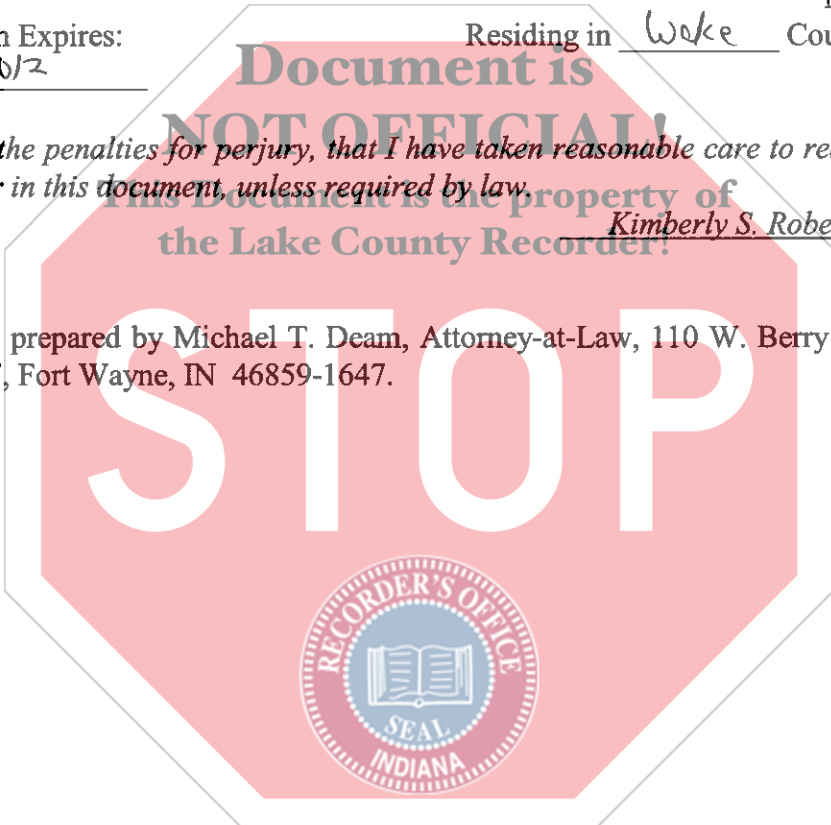 n Expires:
Residing in Wake Cou
012
Document is
NOT OFFICIAL!
the penalties for perjury, that I have taken reasonable care to re
in this document, unless required by law.
This Document is the property of
the Lake County Recorder!
Kimberly S. Robe
prepared by Michael T. Deam, Attorney-at-Law, 110 W. Berry
, Fort Wayne, IN 46859-1647.
STOP
RECORDER'S OFFICE
SEAL
INDIANA